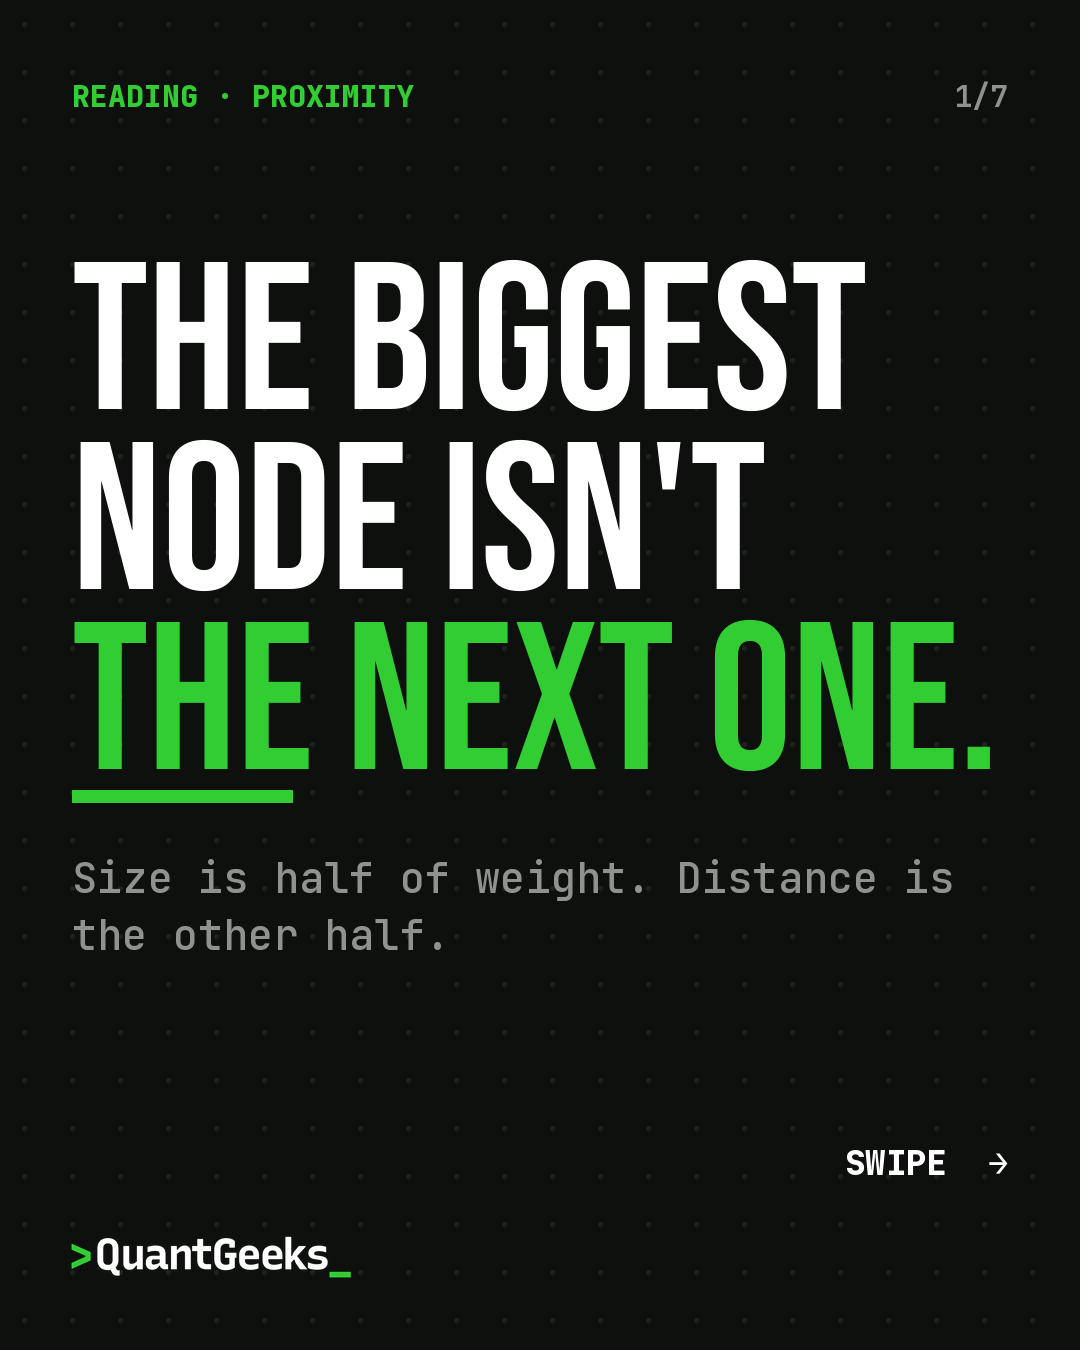 READING · PROXIMITY
1/7
THE BIGGEST
NODE ISN'T
THE NEXT ONE.
Size is half of weight. Distance is
the other half.
SWIPE →
>QuantGeeks_